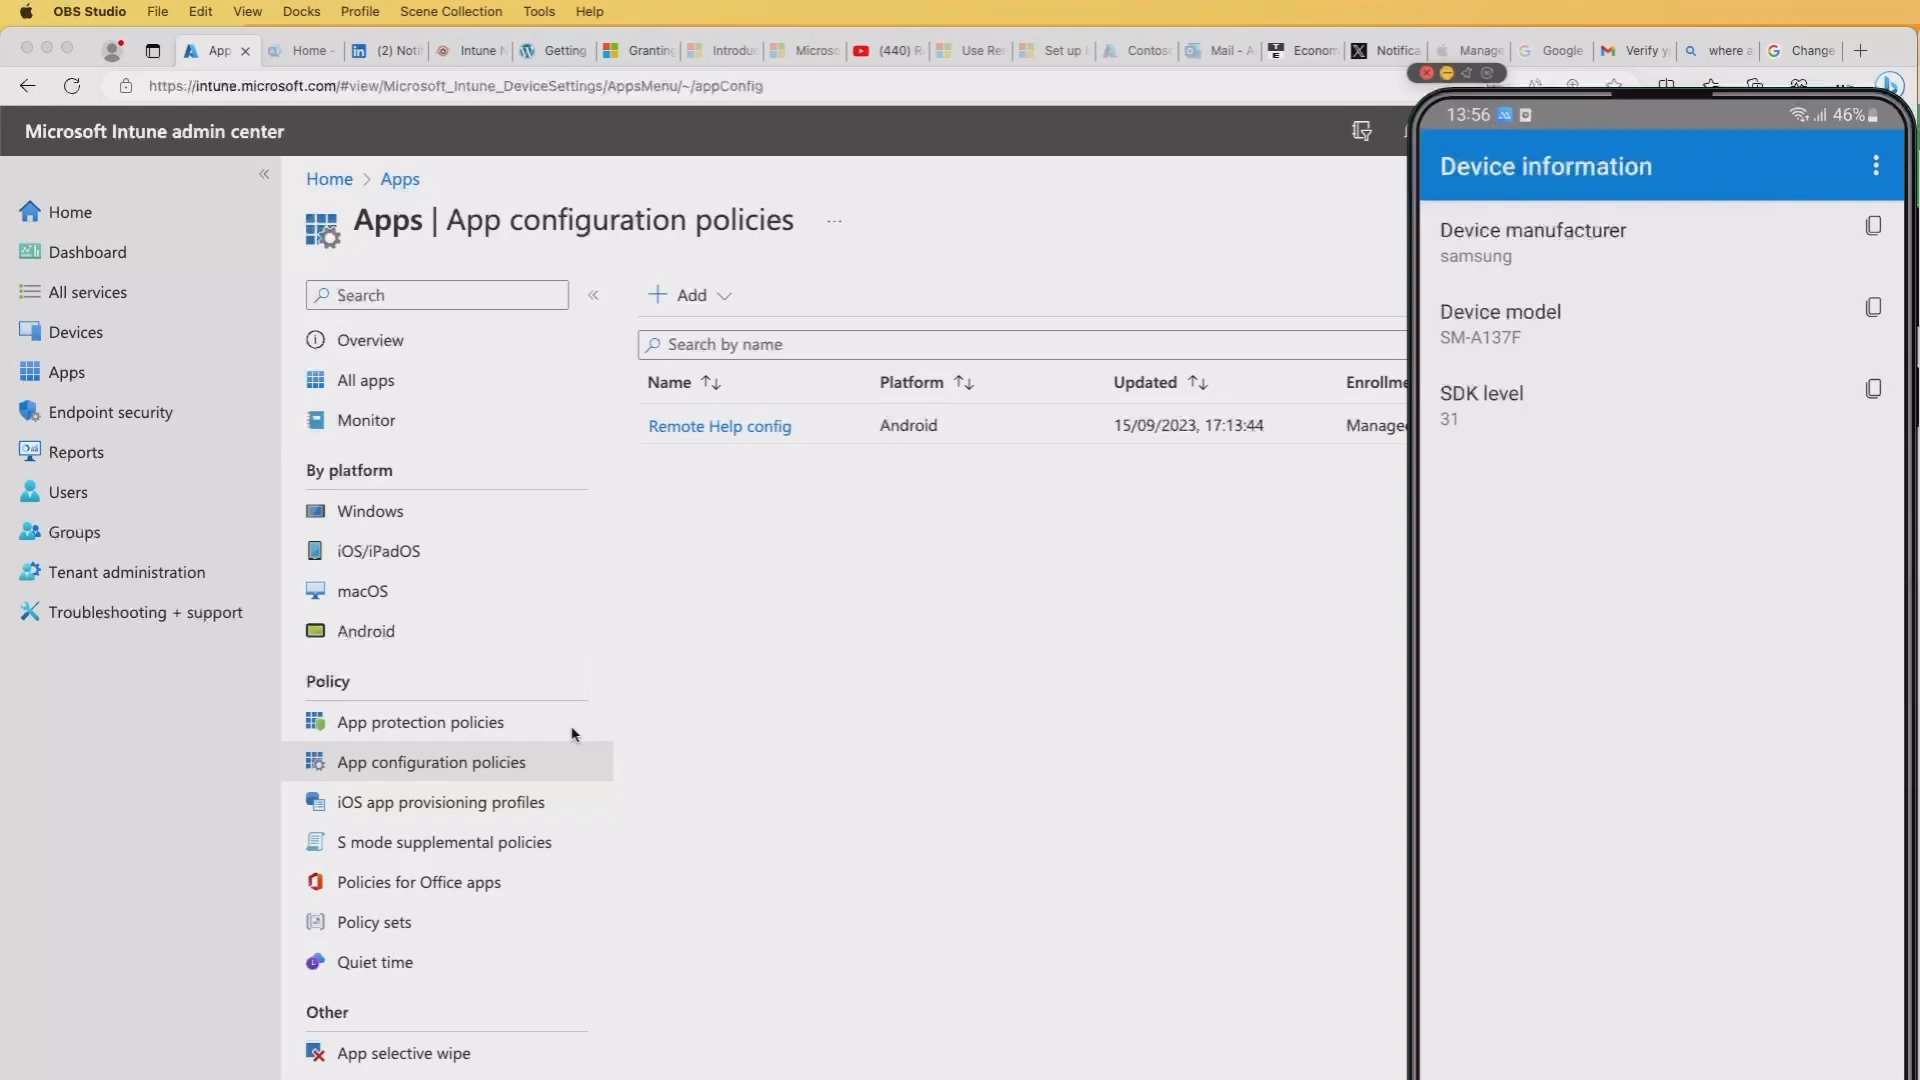 OBS Studio File Edit View Docks Profile Scene Collection Tools Help
App Home - (2) Noti Intune N Getting Granting Introdu Microso (440) R Use Re Set up Contos Mail - A Econom Notifica Manage Google Verify y where a Change
https://intune.microsoft.com/#view/Microsoft_Intune_DeviceSettings/AppsMenu/~/appConfig
Microsoft Intune admin center
Home
Dashboard
All services
Devices
Apps
Endpoint security
Reports
Users
Groups
Tenant administration
Troubleshooting + support
Home > Apps
Apps | App configuration policies ...
Search
Overview
All apps
Monitor
By platform
Windows
iOS/iPadOS
macOS
Android
Policy
App protection policies
App configuration policies
iOS app provisioning profiles
S mode supplemental policies
Policies for Office apps
Policy sets
Quiet time
Other
App selective wipe
Add
Search by name
Name Platform Updated Enrollme
Remote Help config Android 15/09/2023, 17:13:44 Manage
13:56 46%
Device information
Device manufacturer
samsung
Device model
SM-A137F
SDK level
31